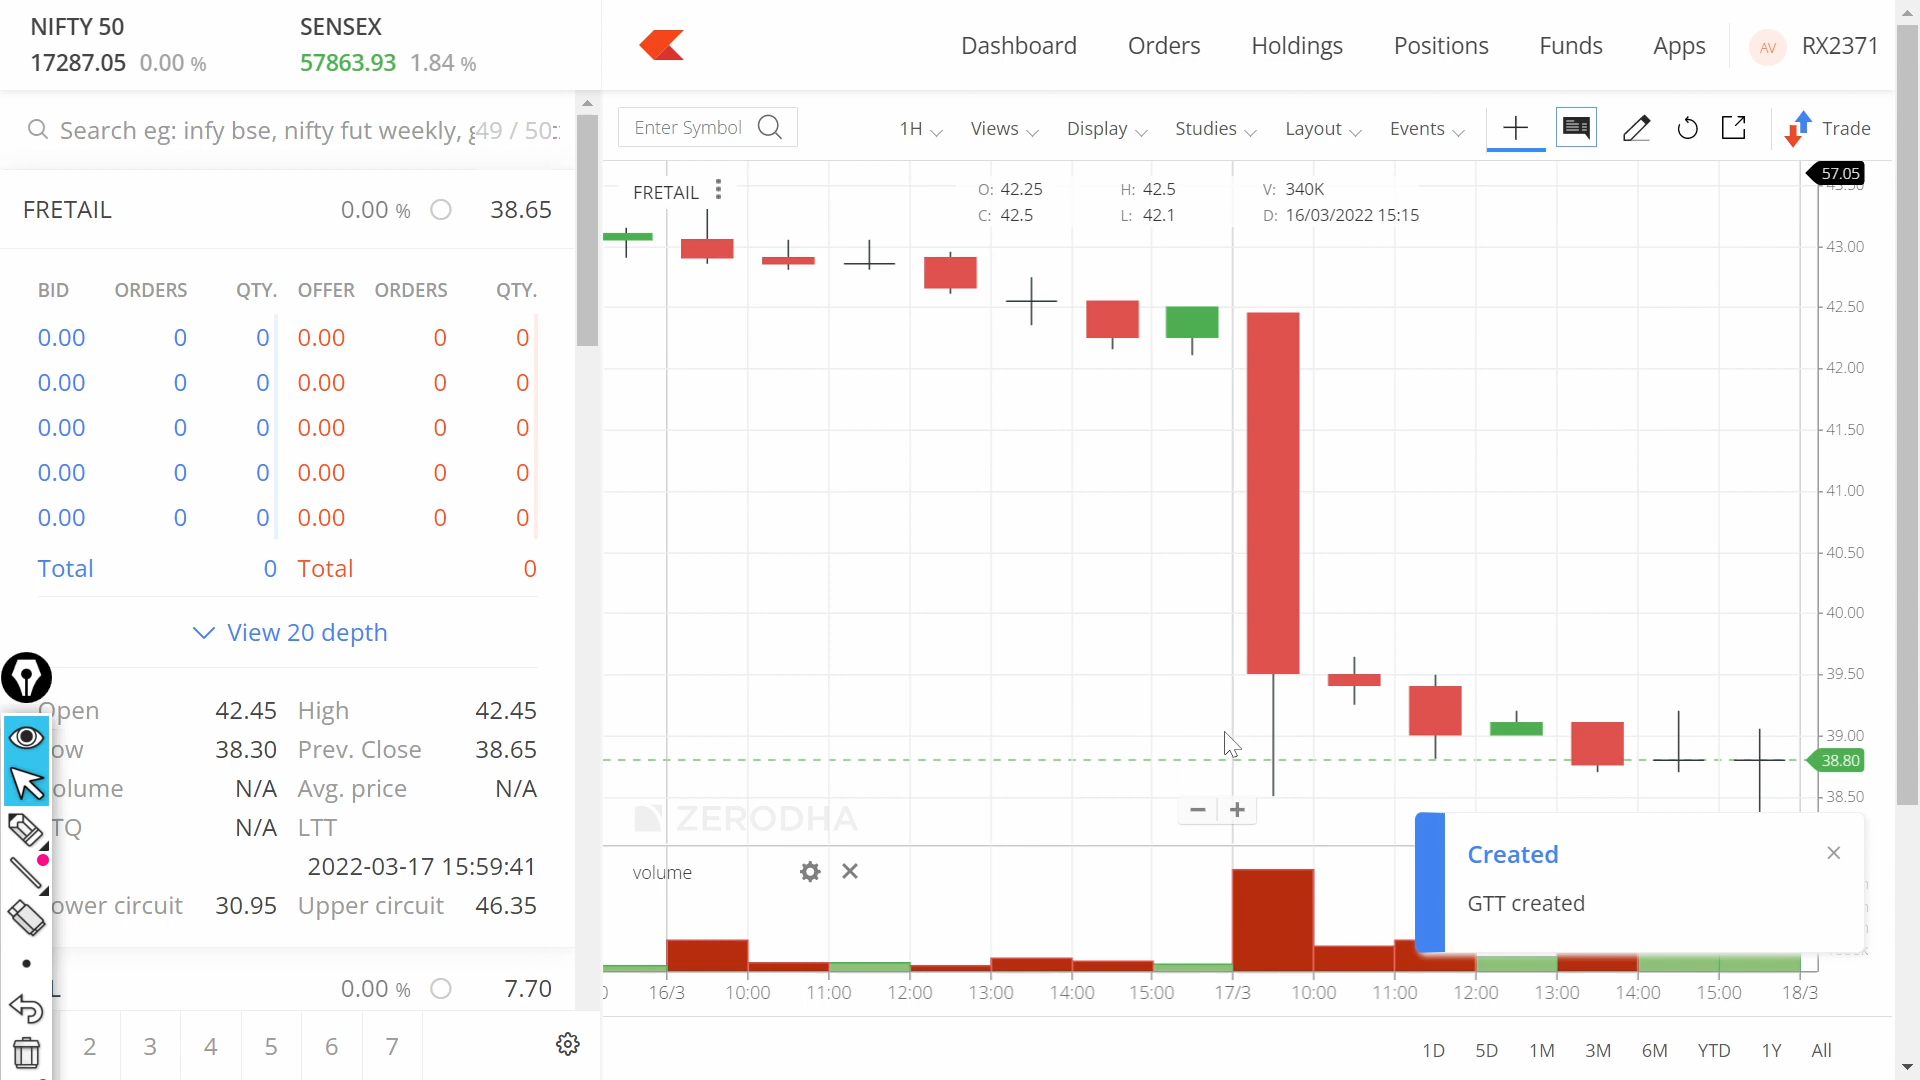 NIFTY 50
17287.05 0.00 %
SENSEX
57863.93 1.84 %
Dashboard Orders Holdings Positions Funds Apps AV RX2371
Search eg: infy bse, nifty fut weekly, 49 / 50
FRETAIL 0.00 % 38.65
BID ORDERS QTY. OFFER ORDERS QTY.
0.00 0 0 0.00 0 0
0.00 0 0 0.00 0 0
0.00 0 0 0.00 0 0
0.00 0 0 0.00 0 0
0.00 0 0 0.00 0 0
Total 0 Total 0
View 20 depth
Open 42.45 High 42.45
ow 38.30 Prev. Close 38.65
olume N/A Avg. price N/A
TQ N/A LTT
2022-03-17 15:59:41
ower circuit 30.95 Upper circuit 46.35
L 0.00 % 7.70
2 3 4 5 6 7
Enter Symbol 1H Views Display Studies Layout Events Trade
FRETAIL
O: 42.25 H: 42.5 V: 340K
C: 42.5 L: 42.1 D: 16/03/2022 15:15
57.05
43.00
42.50
42.00
41.50
41.00
40.50
40.00
39.50
39.00
38.80
38.50
ZERODHA
volume
Created
GTT created
16/3 10:00 11:00 12:00 13:00 14:00 15:00 17/3 10:00 11:00 12:00 13:00 14:00 15:00 18/3
1D 5D 1M 3M 6M YTD 1Y All